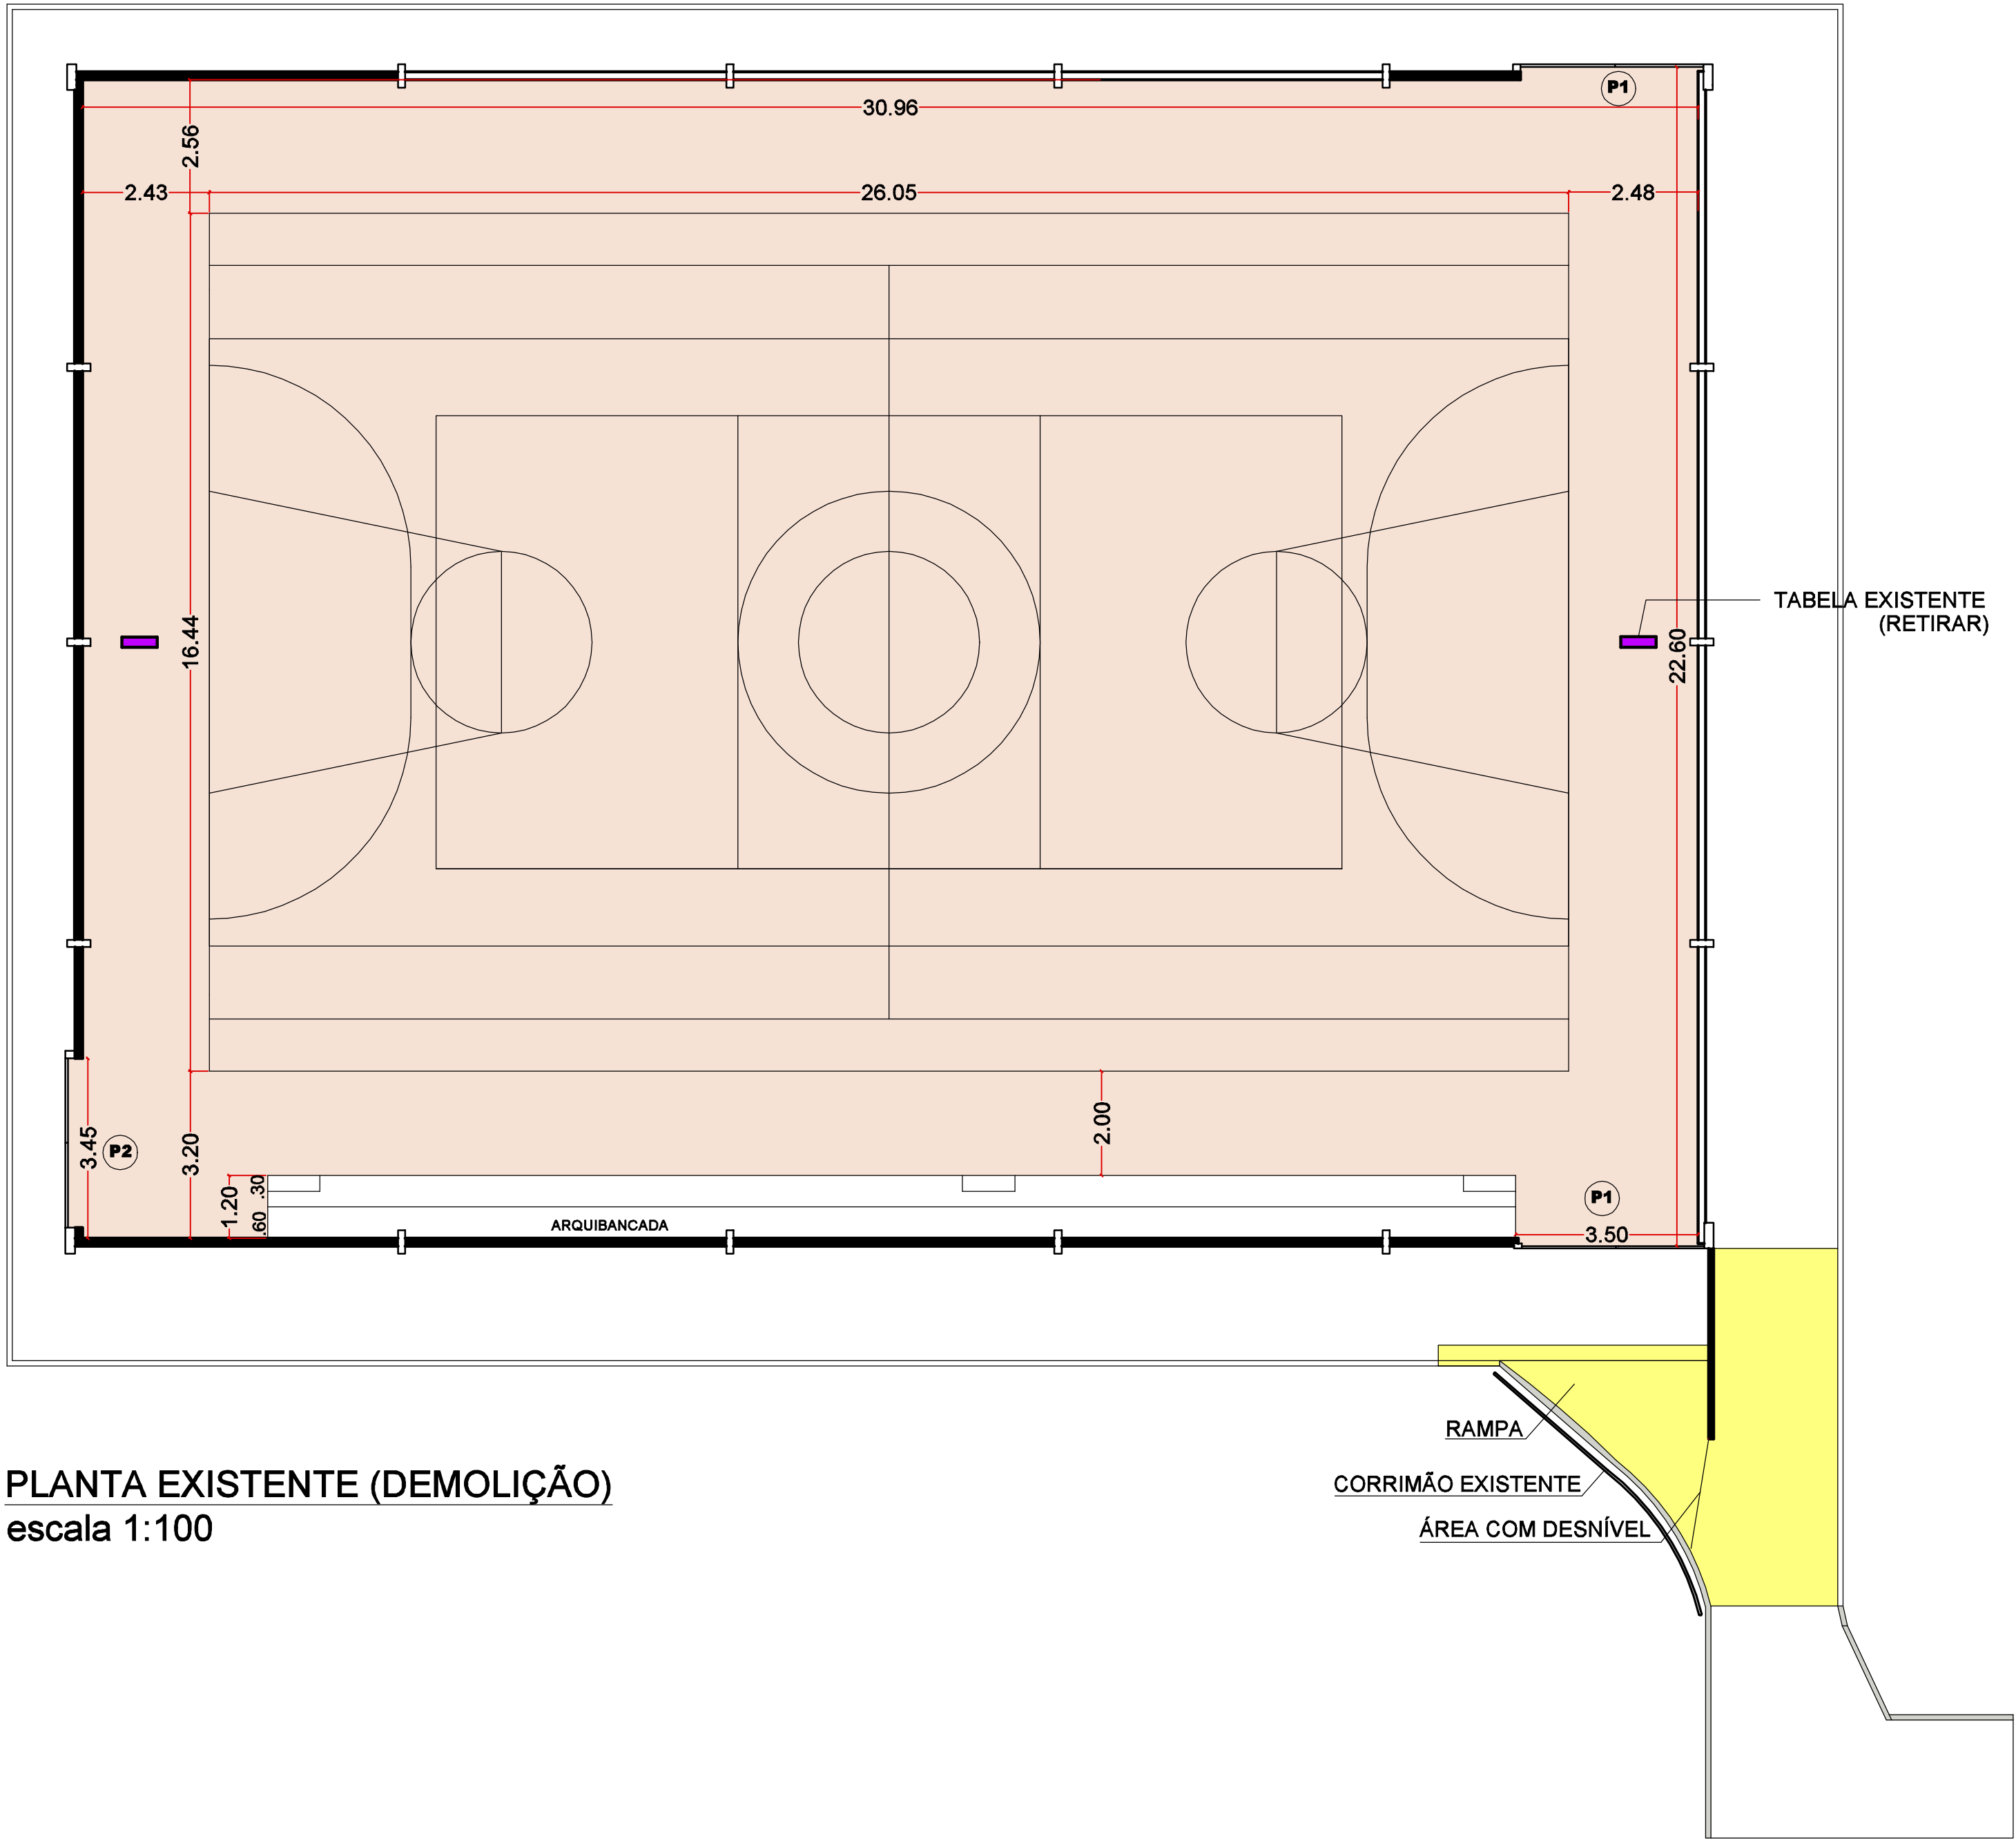 P1
30.96
2.56
2.43
26.05
2.48
TABELA EXISTENTE
(RETIRAR)
16.44
22.60
2.00
3.45
P2
3.20
1.20
.30
.60
P1
ARQUIBANCADA
3.50
RAMPA
CORRIMÃO EXISTENTE
ÁREA COM DESNÍVEL
PLANTA EXISTENTE (DEMOLIÇÃO)
escala 1:100